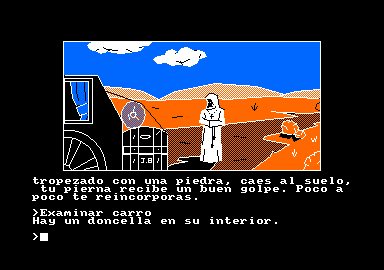 J.B
tropezado con una piedra, caes al suelo,
tu pierna recibe un buen golpe. Poco a
poco te reincorporas.
>Examinar carro
Hay un doncella en su interior.
>